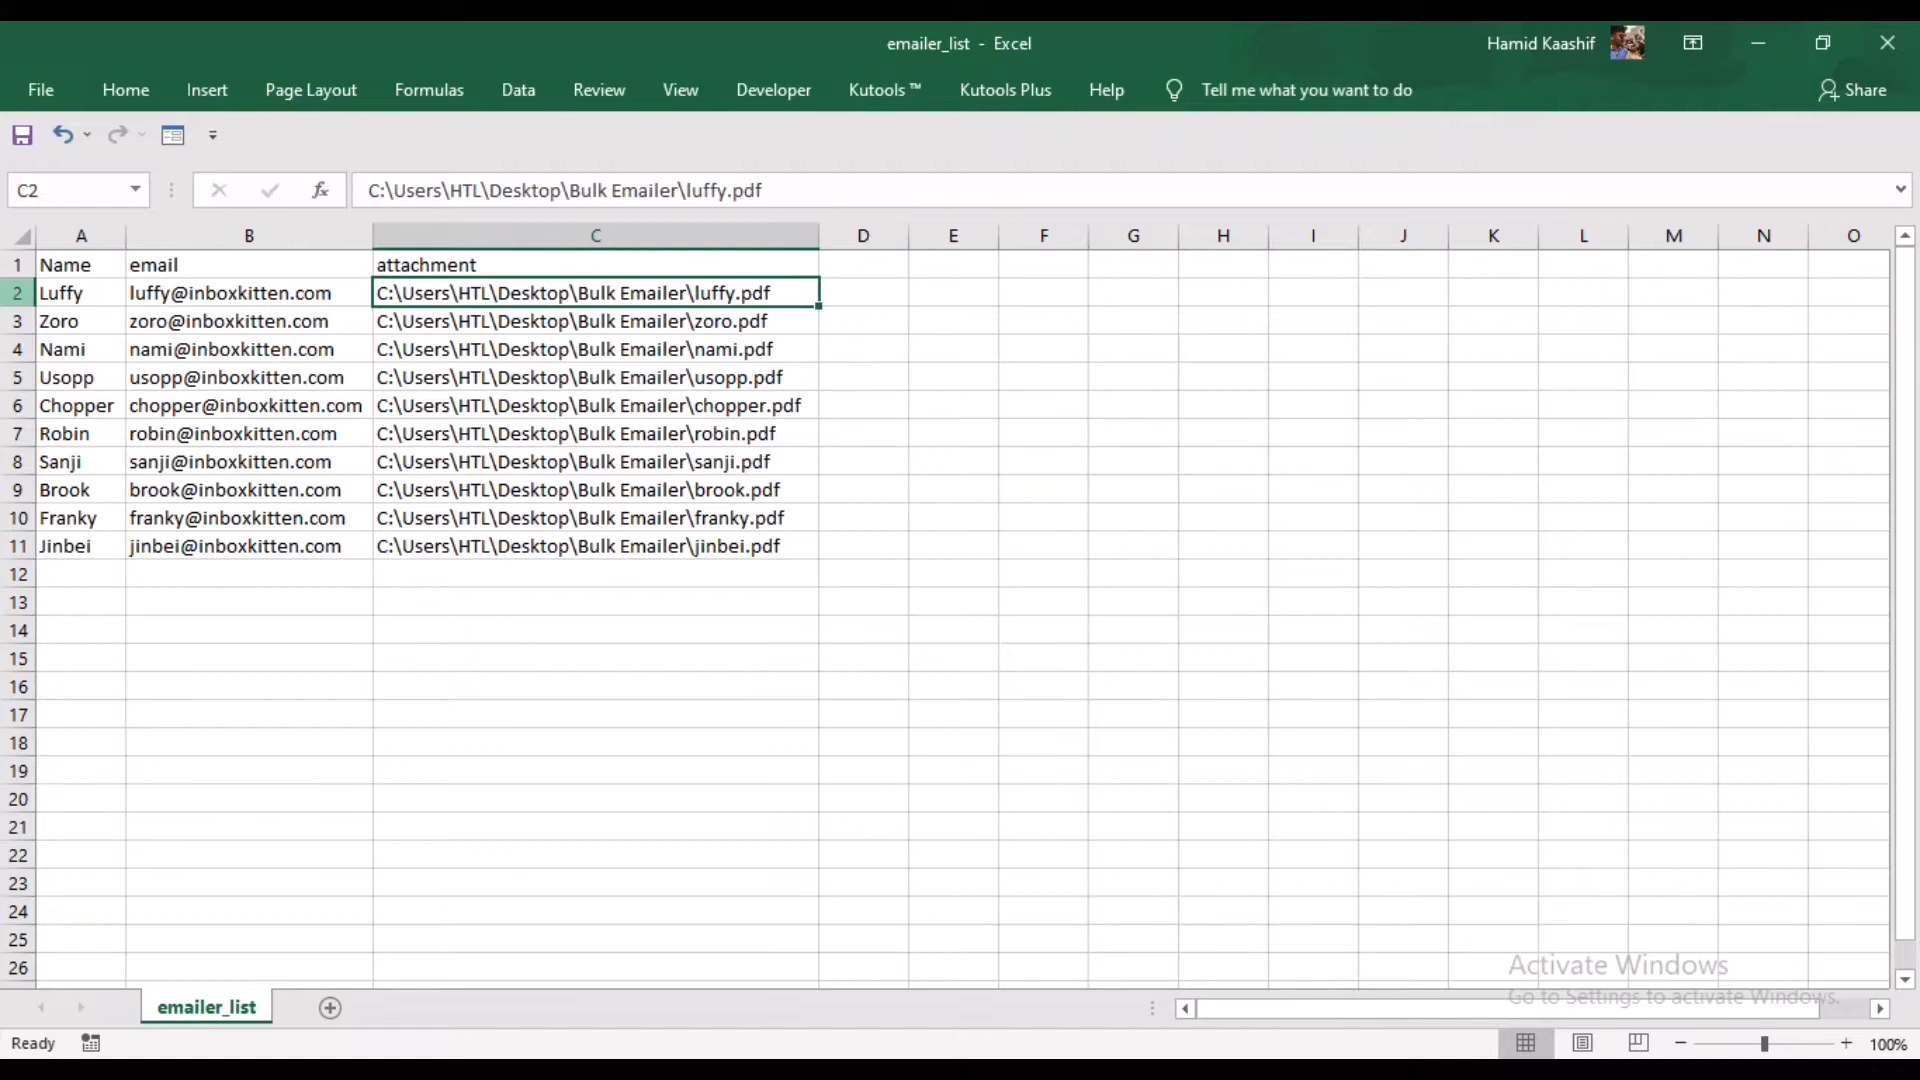 emailer_list - Excel
Hamid Kaashif
File Home Insert Page Layout Formulas Data Review View Developer Kutools ™ Kutools Plus Help Tell me what you want to do Share
C2 fx C:\Users\HTL\Desktop\Bulk Emailer\luffy.pdf
A B C D E F G H I J K L M N O
1 Name email attachment
2 Luffy luffy@inboxkitten.com C:\Users\HTL\Desktop\Bulk Emailer\luffy.pdf
3 Zoro zoro@inboxkitten.com C:\Users\HTL\Desktop\Bulk Emailer\zoro.pdf
4 Nami nami@inboxkitten.com C:\Users\HTL\Desktop\Bulk Emailer\nami.pdf
5 Usopp usopp@inboxkitten.com C:\Users\HTL\Desktop\Bulk Emailer\usopp.pdf
6 Chopper chopper@inboxkitten.com C:\Users\HTL\Desktop\Bulk Emailer\chopper.pdf
7 Robin robin@inboxkitten.com C:\Users\HTL\Desktop\Bulk Emailer\robin.pdf
8 Sanji sanji@inboxkitten.com C:\Users\HTL\Desktop\Bulk Emailer\sanji.pdf
9 Brook brook@inboxkitten.com C:\Users\HTL\Desktop\Bulk Emailer\brook.pdf
10 Franky franky@inboxkitten.com C:\Users\HTL\Desktop\Bulk Emailer\franky.pdf
11 Jinbei jinbei@inboxkitten.com C:\Users\HTL\Desktop\Bulk Emailer\jinbei.pdf
12
13
14
15
16
17
18
19
20
21
22
23
24
25
26
Activate Windows
Go to Settings to activate Windows.
emailer_list
Ready
100%